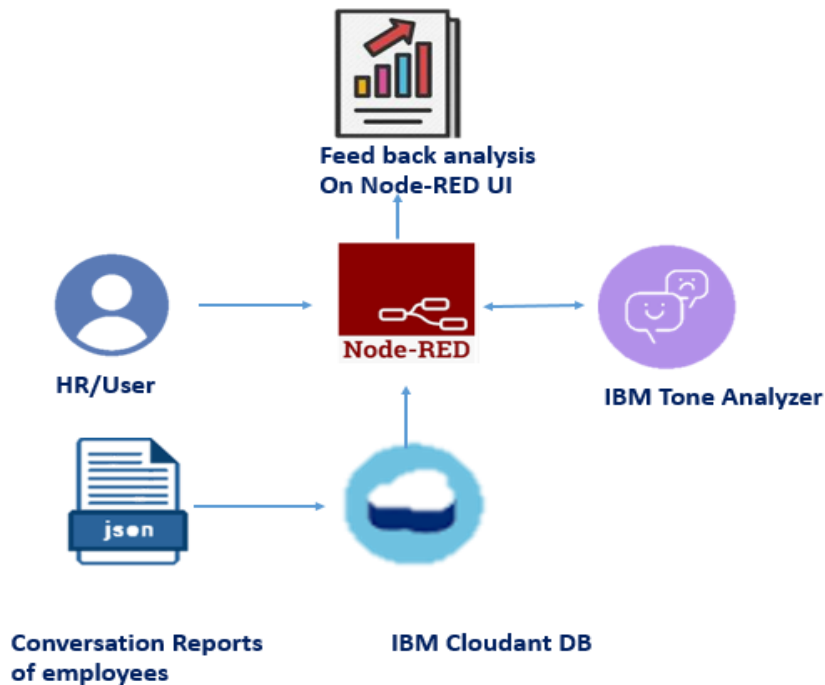 Feed back analysis
On Node-RED UI
Node-RED
HR/User
IBM Tone Analyzer
json
Conversation Reports
of employees
IBM Cloudant DB